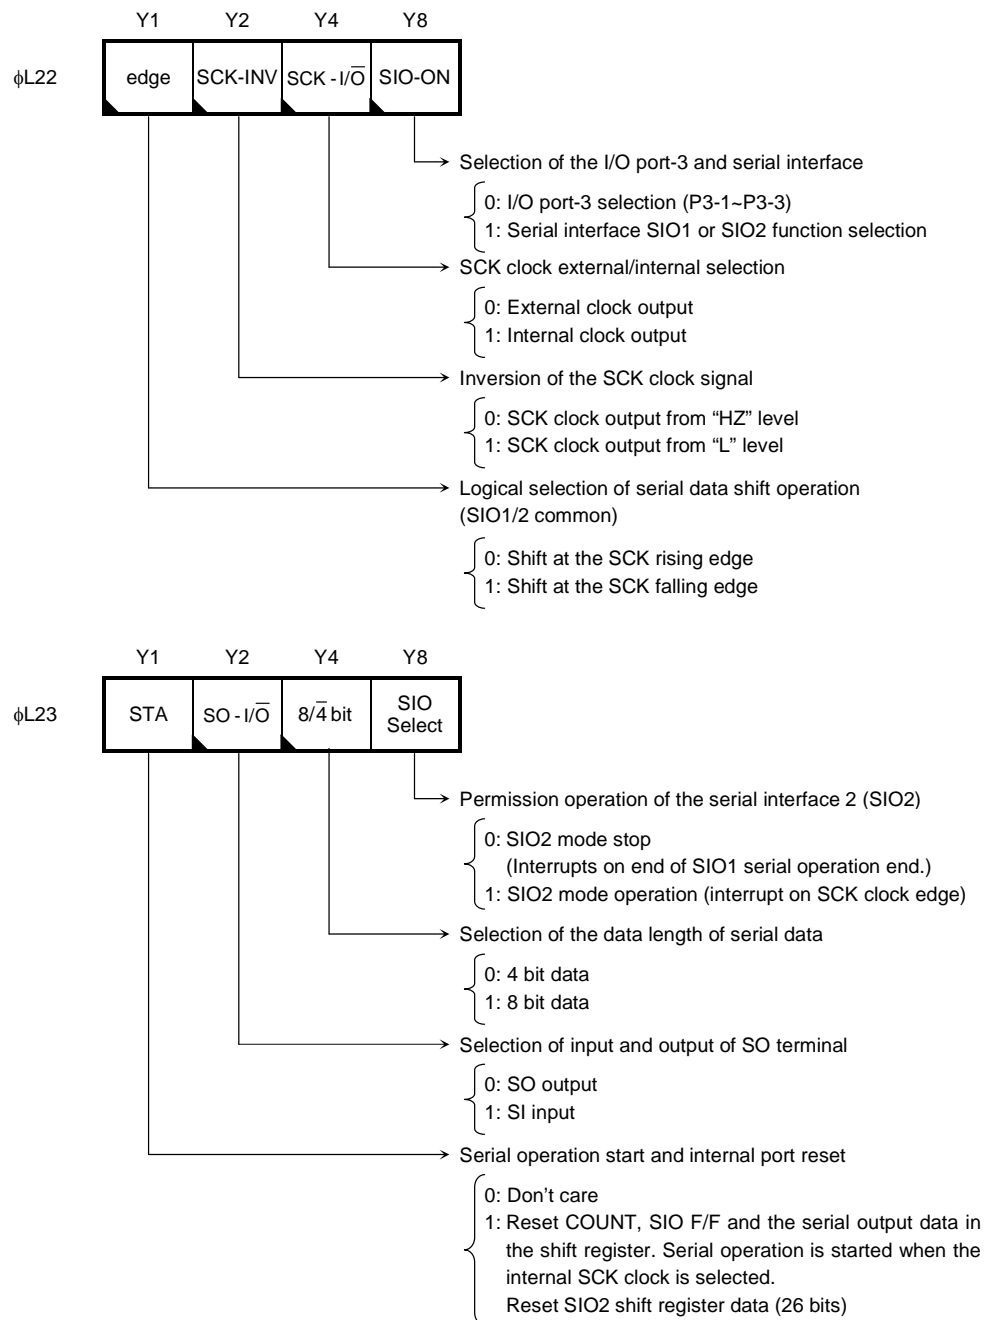 Y1 Y2 Y4 Y8
ϕL22 edge SCK-INV SCK - I/O̅ SIO-ON
Selection of the I/O port-3 and serial interface
0: I/O port-3 selection (P3-1~P3-3)
1: Serial interface SIO1 or SIO2 function selection
SCK clock external/internal selection
0: External clock output
1: Internal clock output
Inversion of the SCK clock signal
0: SCK clock output from “HZ” level
1: SCK clock output from “L” level
Logical selection of serial data shift operation
(SIO1/2 common)
0: Shift at the SCK rising edge
1: Shift at the SCK falling edge
Y1 Y2 Y4 Y8
ϕL23 STA SO - I/O̅ 8/4̅ bit SIO
Select
Permission operation of the serial interface 2 (SIO2)
0: SIO2 mode stop
(Interrupts on end of SIO1 serial operation end.)
1: SIO2 mode operation (interrupt on SCK clock edge)
Selection of the data length of serial data
0: 4 bit data
1: 8 bit data
Selection of input and output of SO terminal
0: SO output
1: SI input
Serial operation start and internal port reset
0: Don’t care
1: Reset COUNT, SIO F/F and the serial output data in
the shift register. Serial operation is started when the
internal SCK clock is selected.
Reset SIO2 shift register data (26 bits)